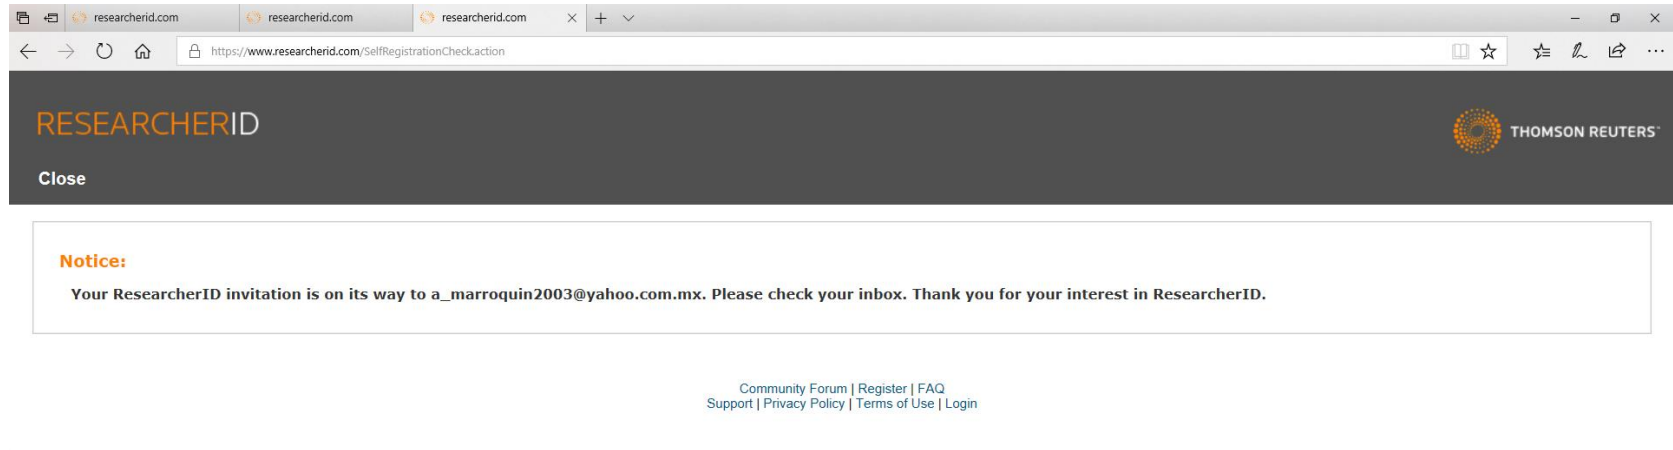 researcherid.com researcherid.com researcherid.com
https://www.researcherid.com/SelfRegistrationCheck.action
RESEARCHERID
THOMSON REUTERS™
Close
Notice:
Your ResearcherID invitation is on its way to a_marroquin2003@yahoo.com.mx. Please check your inbox. Thank you for your interest in ResearcherID.
Community Forum | Register | FAQ
Support | Privacy Policy | Terms of Use | Login